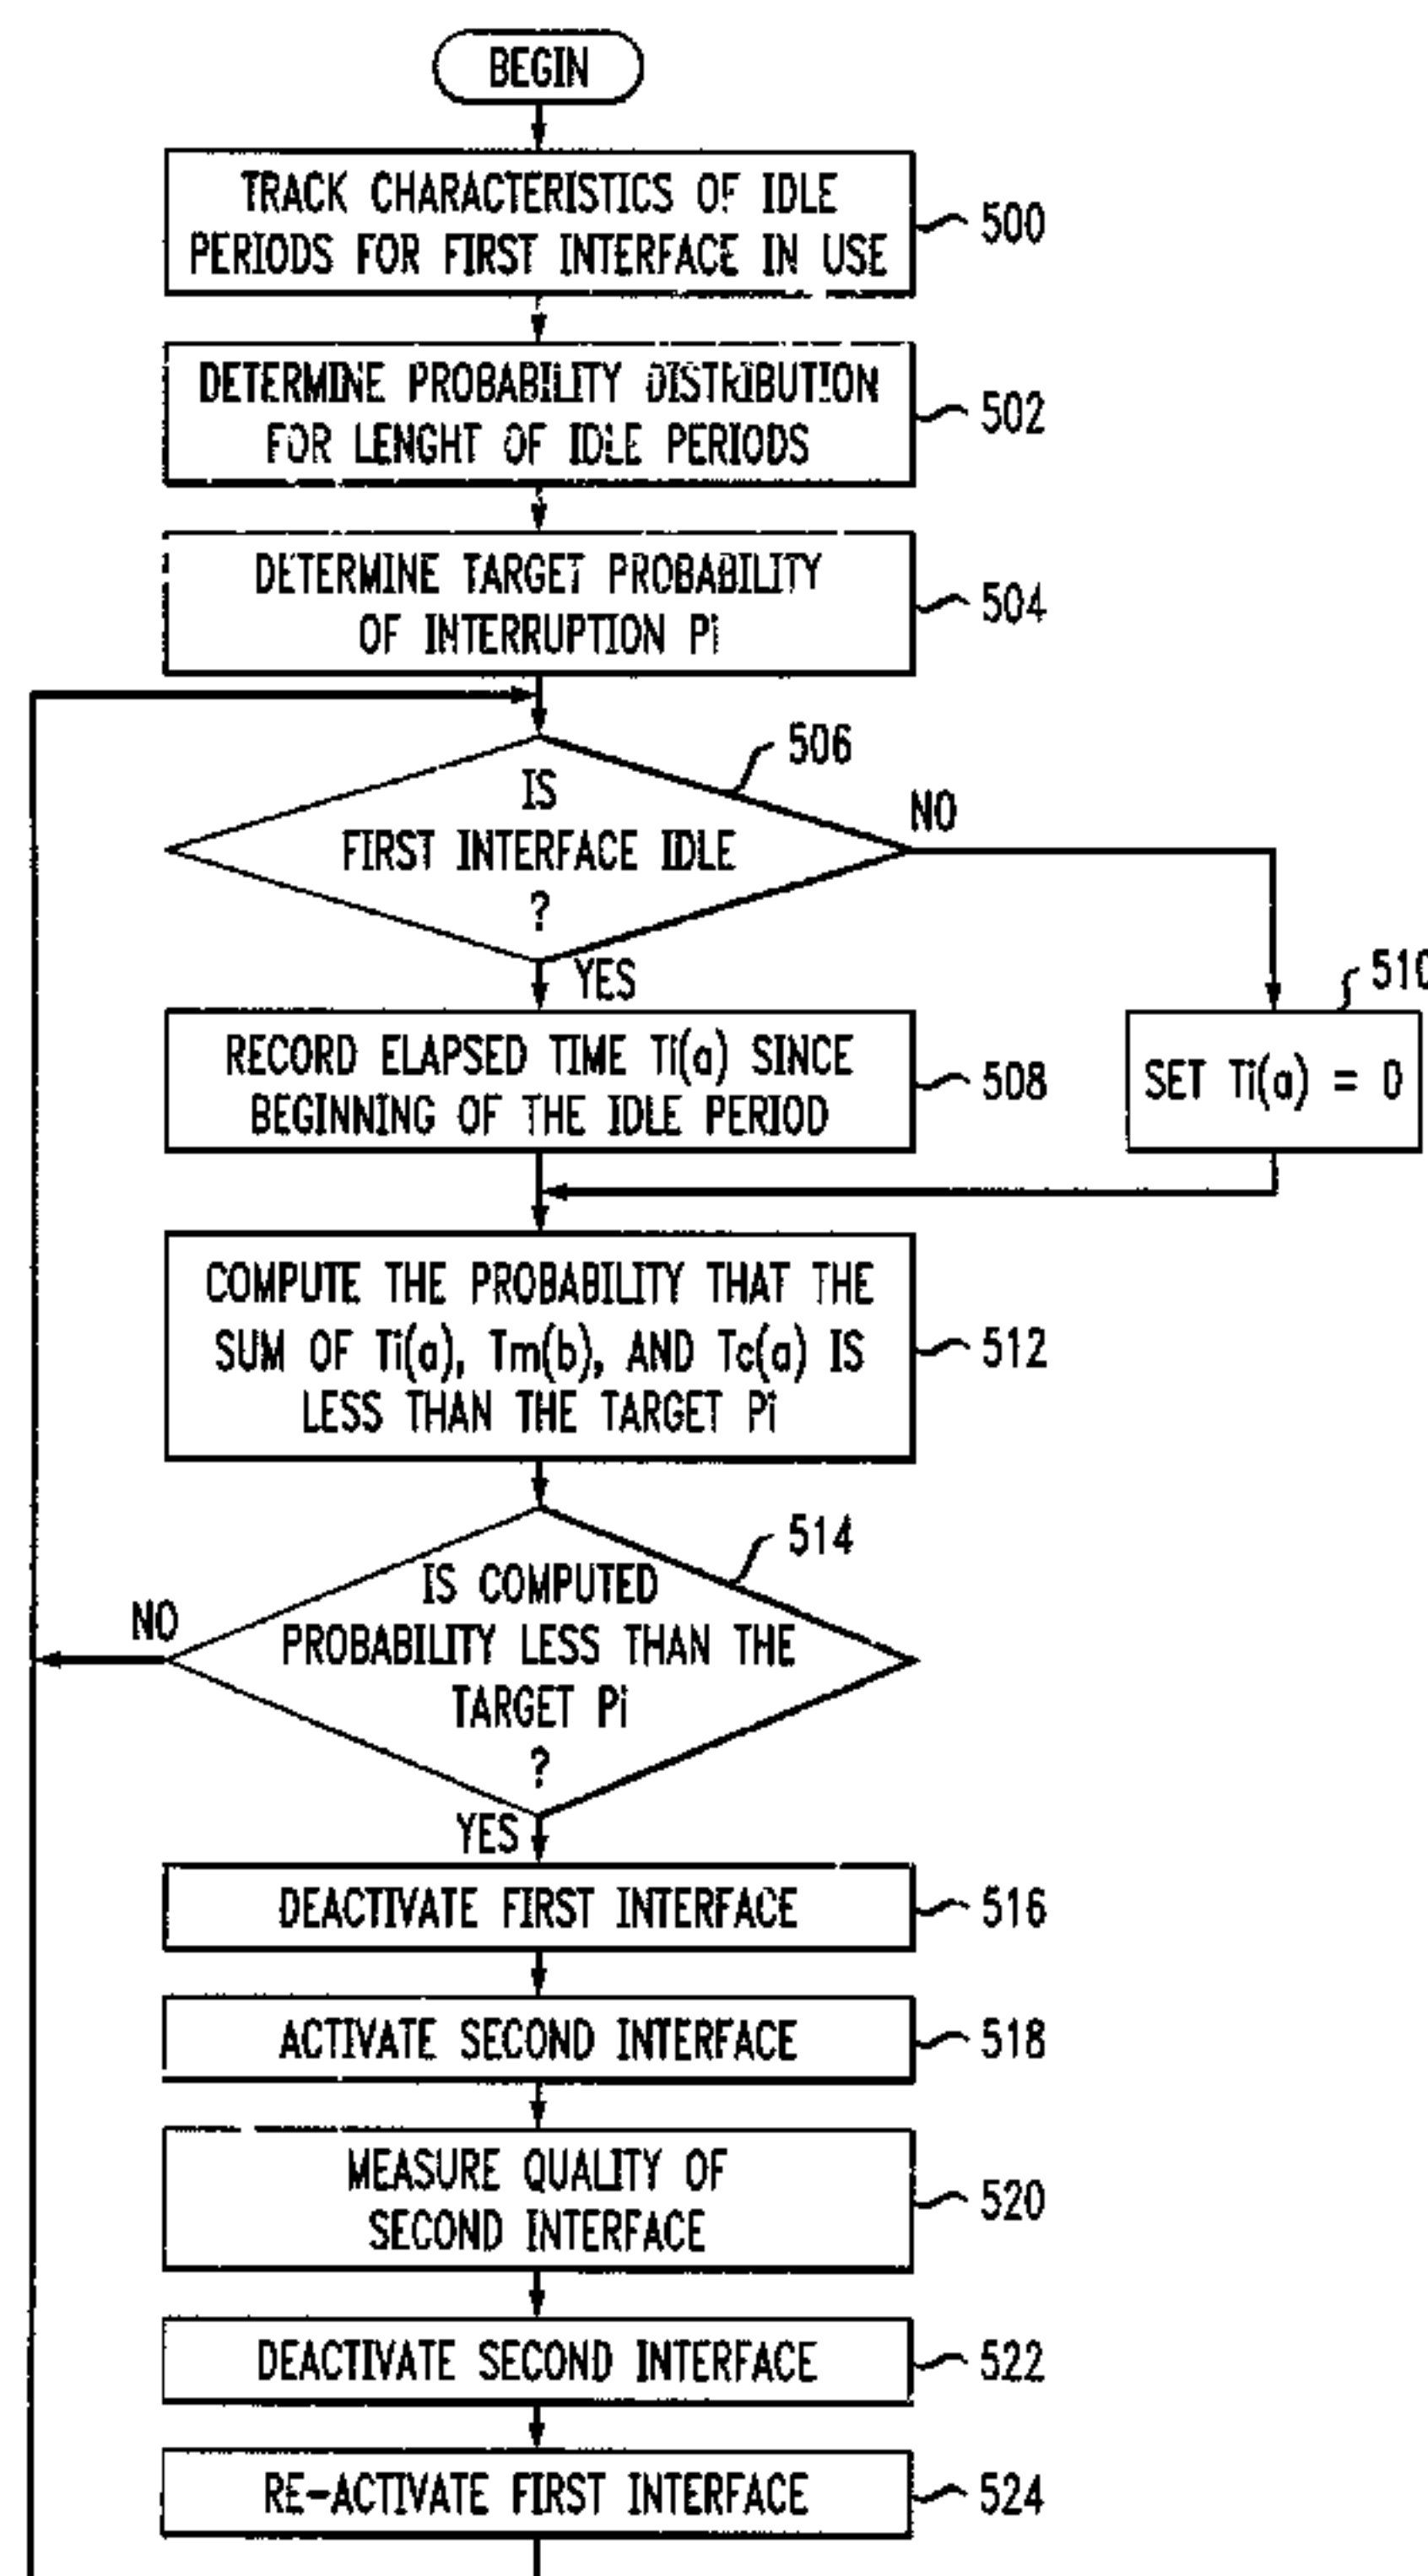 BEGIN
TRACK CHARACTERISTICS OF IDLE
PERIODS FOR FIRST INTERFACE IN USE
500
DETERMINE PROBABILITY DISTRIBUTION
FOR LENGHT OF IDLE PERIODS
502
DETERMINE TARGET PROBABILITY
OF INTERRUPTION Pi
504
506
IS
FIRST INTERFACE IDLE
?
NO
YES
510
RECORD ELAPSED TIME Ti(a) SINCE
BEGINNING OF THE IDLE PERIOD
508
SET Ti(a) = 0
COMPUTE THE PROBABILITY THAT THE
SUM OF Ti(a), Tm(b), AND Tc(a) IS
LESS THAN THE TARGET Pi
512
514
IS COMPUTED
PROBABILITY LESS THAN THE
TARGET Pi
?
NO
YES
DEACTIVATE FIRST INTERFACE
516
ACTIVATE SECOND INTERFACE
518
MEASURE QUALITY OF
SECOND INTERFACE
520
DEACTIVATE SECOND INTERFACE
522
RE-ACTIVATE FIRST INTERFACE
524